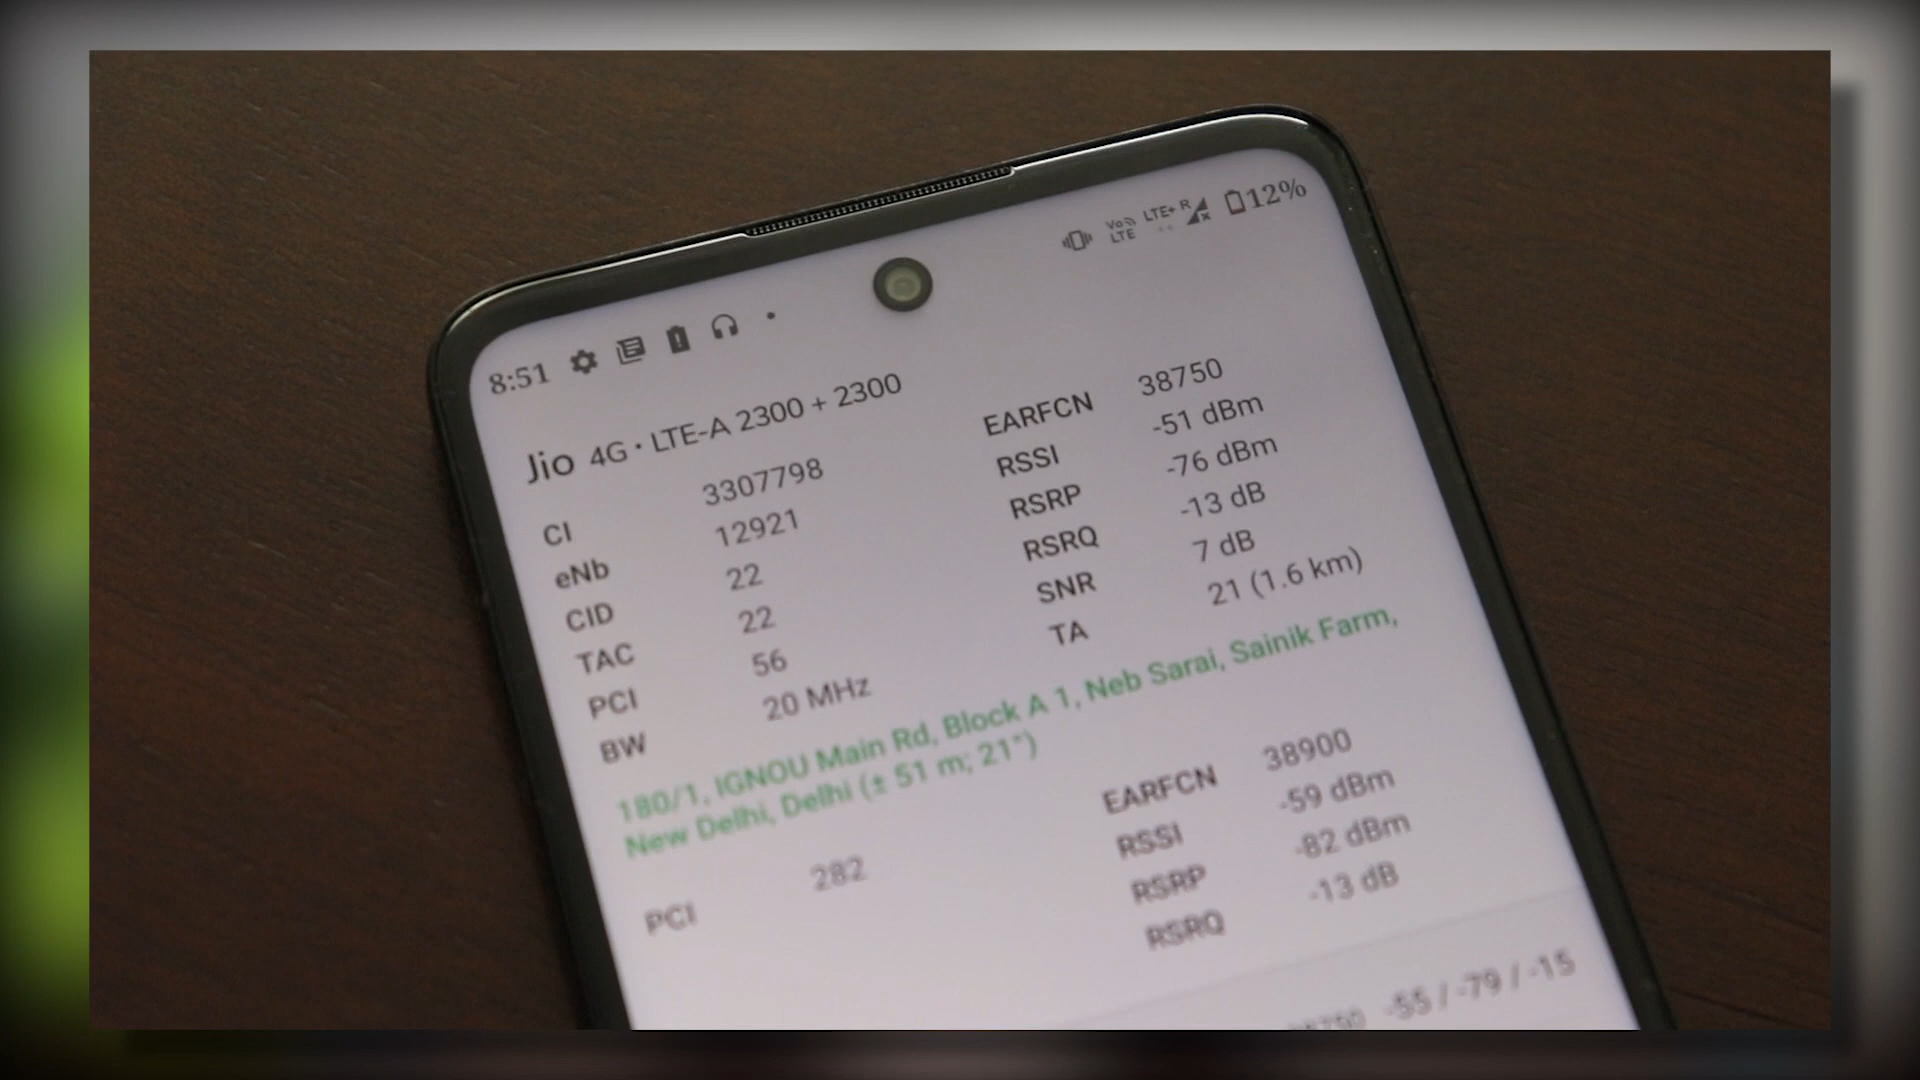 8:51
Vo LTE LTE+ R 12%
Jio 4G • LTE-A 2300 + 2300
CI 3307798
eNb 12921
CID 22
TAC 22
PCI 56
BW 20 MHz
EARFCN 38750
RSSI -51 dBm
RSRP -76 dBm
RSRQ -13 dB
SNR 7 dB
TA 21 (1.6 km)
180/1, IGNOU Main Rd, Block A 1, Neb Sarai, Sainik Farm,
New Delhi, Delhi (± 51 m; 21°)
PCI 282
EARFCN 38900
RSSI -59 dBm
RSRP -82 dBm
RSRQ -13 dB
-55 / -79 / -15